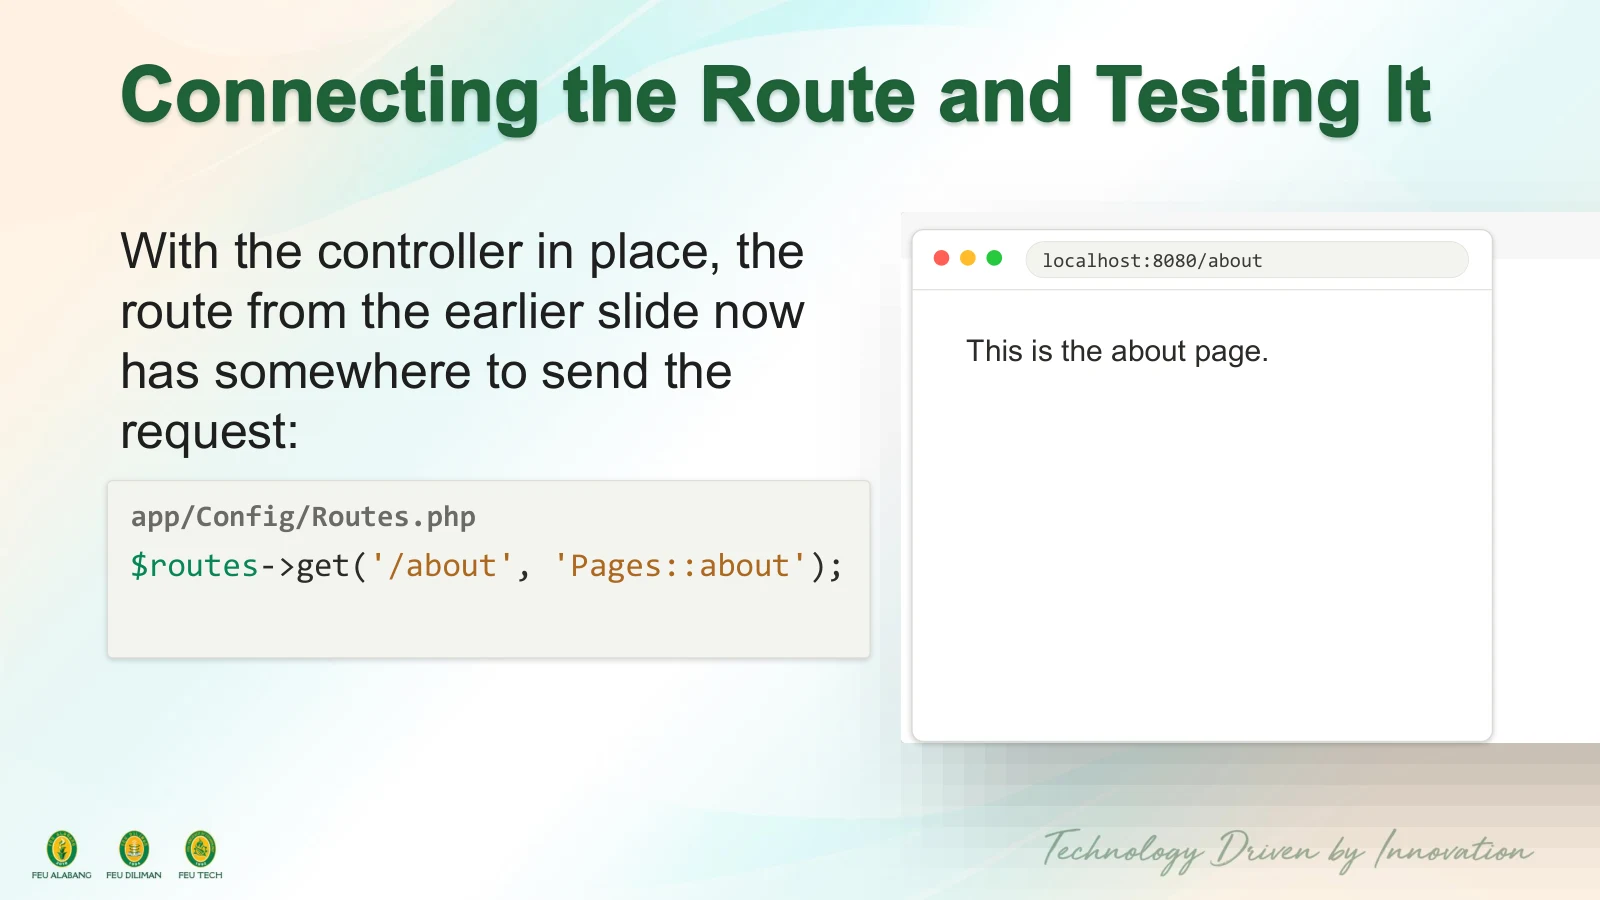 Connecting the Route and Testing It
With the controller in place, the
route from the earlier slide now
has somewhere to send the
request:
app/Config/Routes.php
$routes->get('/about', 'Pages::about');
localhost:8080/about
This is the about page.
FEU ALABANG
FEU DILIMAN
FEU TECH
Technology Driven by Innovation